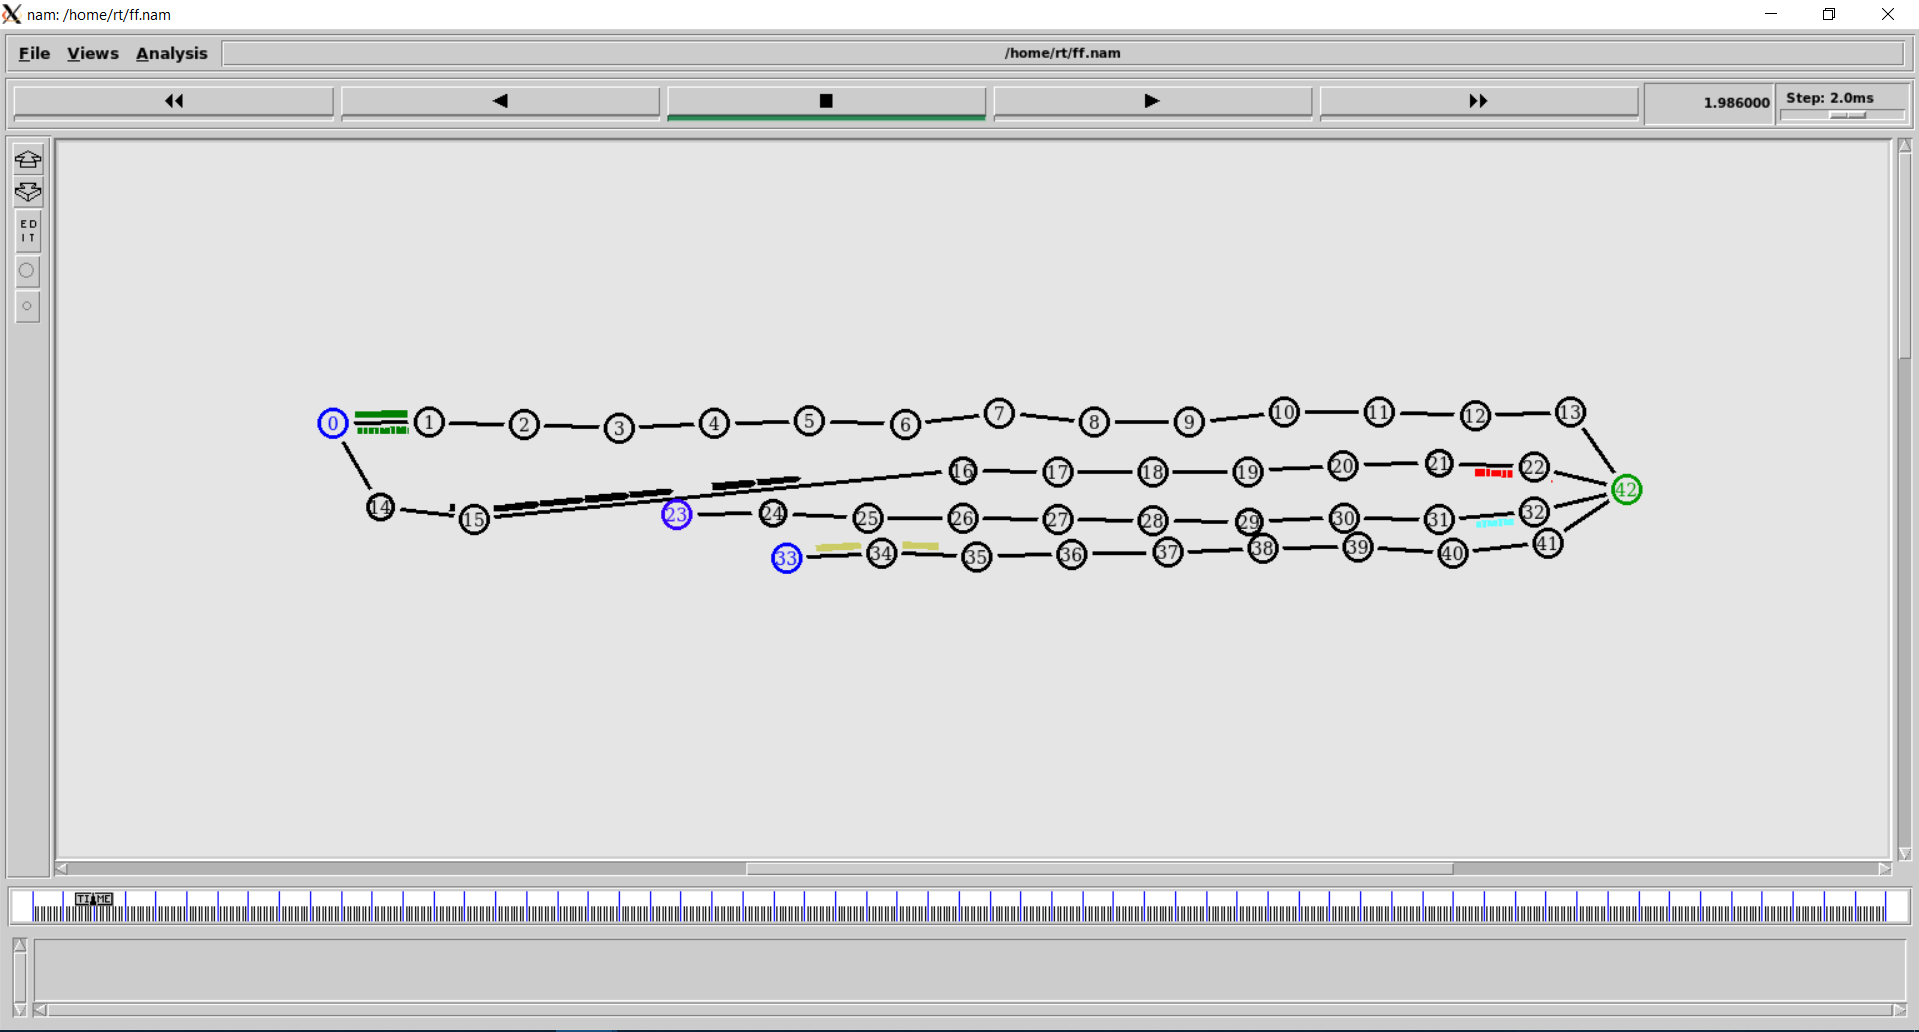 nam: /home/rt/ff.nam
File Views Analysis /home/rt/ff.nam
1.986000 Step: 2.0ms
ED
IT
0 1 2 3 4 5 6 7 8 9 10 11 12 13
14 15 16 17 18 19 20 21 22
23 24 25 26 27 28 29 30 31 32 42
33 34 35 36 37 38 39 40 41
TIME